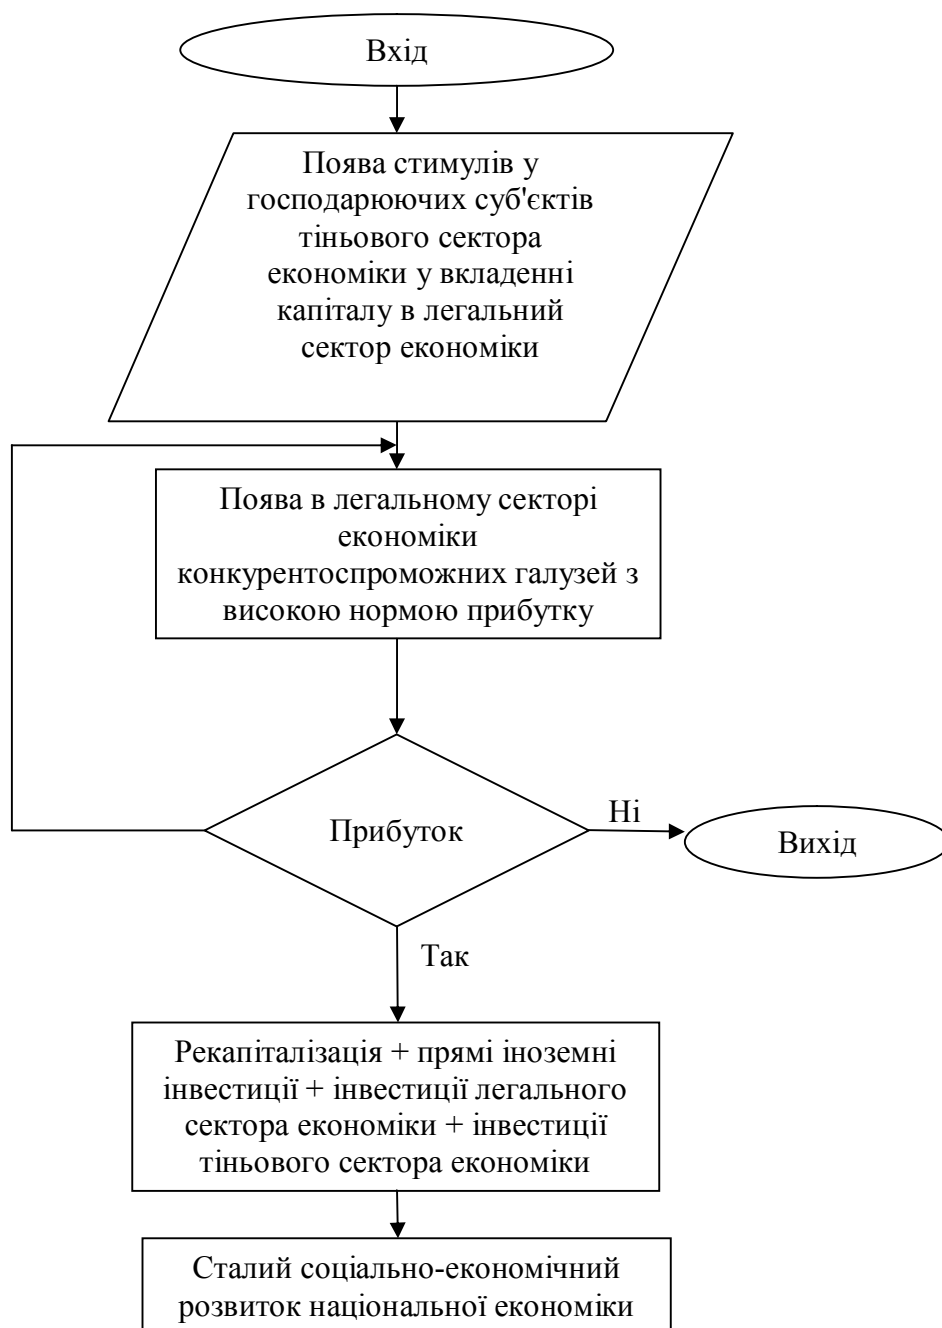 Вхід
Поява стимулів у
господарюючих суб'єктів
тіньового сектора
економіки у вкладенні
капіталу в легальний
сектор економіки
Поява в легальному секторі
економіки
конкурентоспроможних галузей з
високою нормою прибутку
Прибуток
Ні
Вихід
Так
Рекапіталізація + прямі іноземні
інвестиції + інвестиції легального
сектора економіки + інвестиції
тіньового сектора економіки
Сталий соціально-економічний
розвиток національної економіки